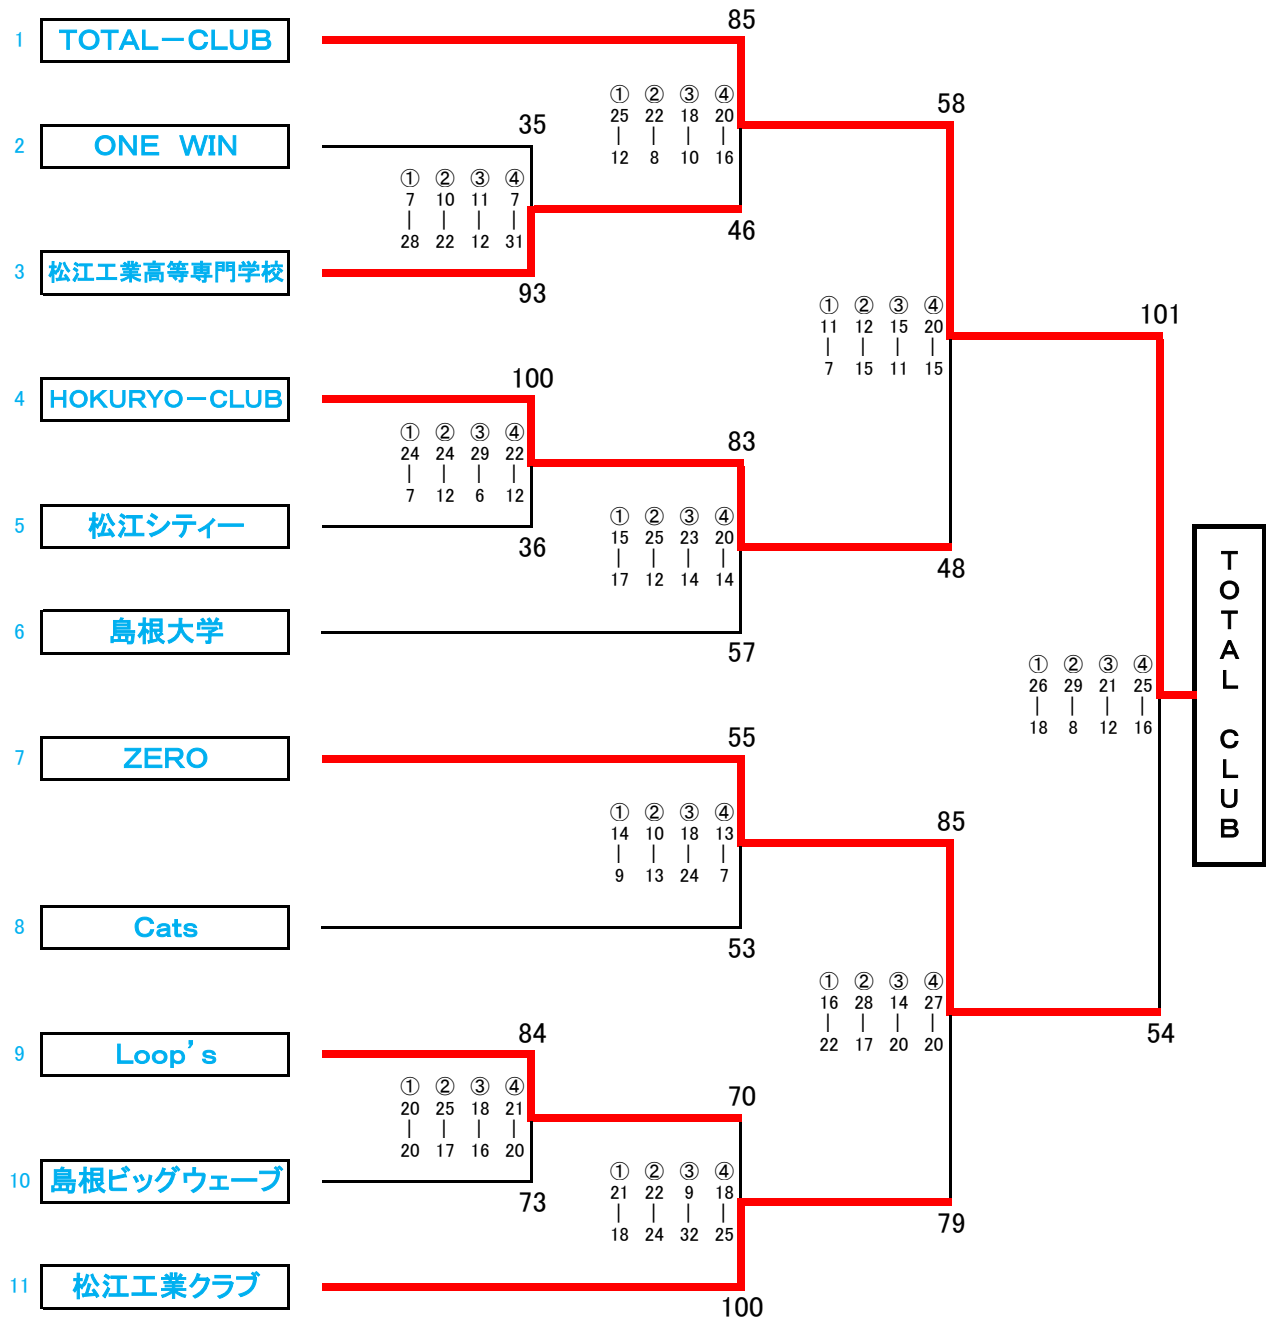 85
1 TOTAL－CLUB
① ② ③ ④
25 22 18 20
| | | |
12 8 10 16
58
35
2 ONE　WIN
① ② ③ ④
7 10 11 7
| | | |
28 22 12 31
46
3 松江工業高等専門学校
93
① ② ③ ④
11 12 15 20
| | | |
7 15 11 15
101
100
4 HOKURYO－CLUB
① ② ③ ④
24 24 29 22
| | | |
7 12 6 12
83
5 松江シティー
36
① ② ③ ④
15 25 23 20
| | | |
17 12 14 14
48
6 島根大学
57
TOTAL　CLUB
① ② ③ ④
26 29 21 25
| | | |
18 8 12 16
55
7 ZERO
① ② ③ ④
14 10 18 13
| | | |
9 13 24 7
85
8 Cats
53
① ② ③ ④
16 28 14 27
| | | |
22 17 20 20
54
84
9 Loop’s
① ② ③ ④
20 25 18 21
| | | |
20 17 16 20
70
10 島根ビッグウェーブ
73
① ② ③ ④
21 22 9 18
| | | |
18 24 32 25
79
11 松江工業クラブ
100